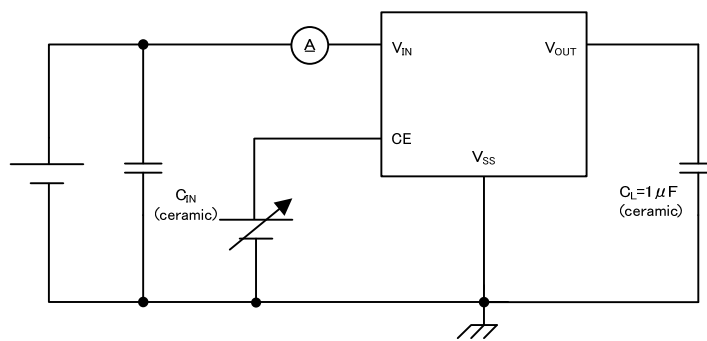 A
VIN
VOUT
CE
VSS
CIN
(ceramic)
CL=1μF
(ceramic)